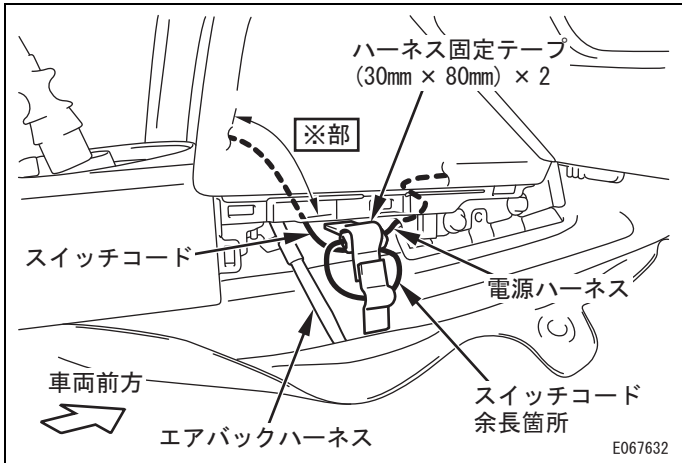 ハーネス固定テープ
(30mm × 80mm) × 2
※部
スイッチコード
電源ハーネス
車両前方
スイッチコード
余長箇所
エアバックハーネス
E067632